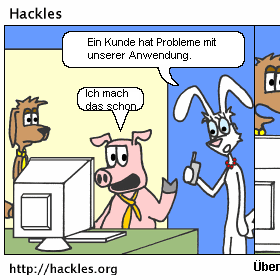 Hackles
Ein Kunde hat Probleme mit
unserer Anwendung.
Ich mach
das schon.
http://hackles.org
Über